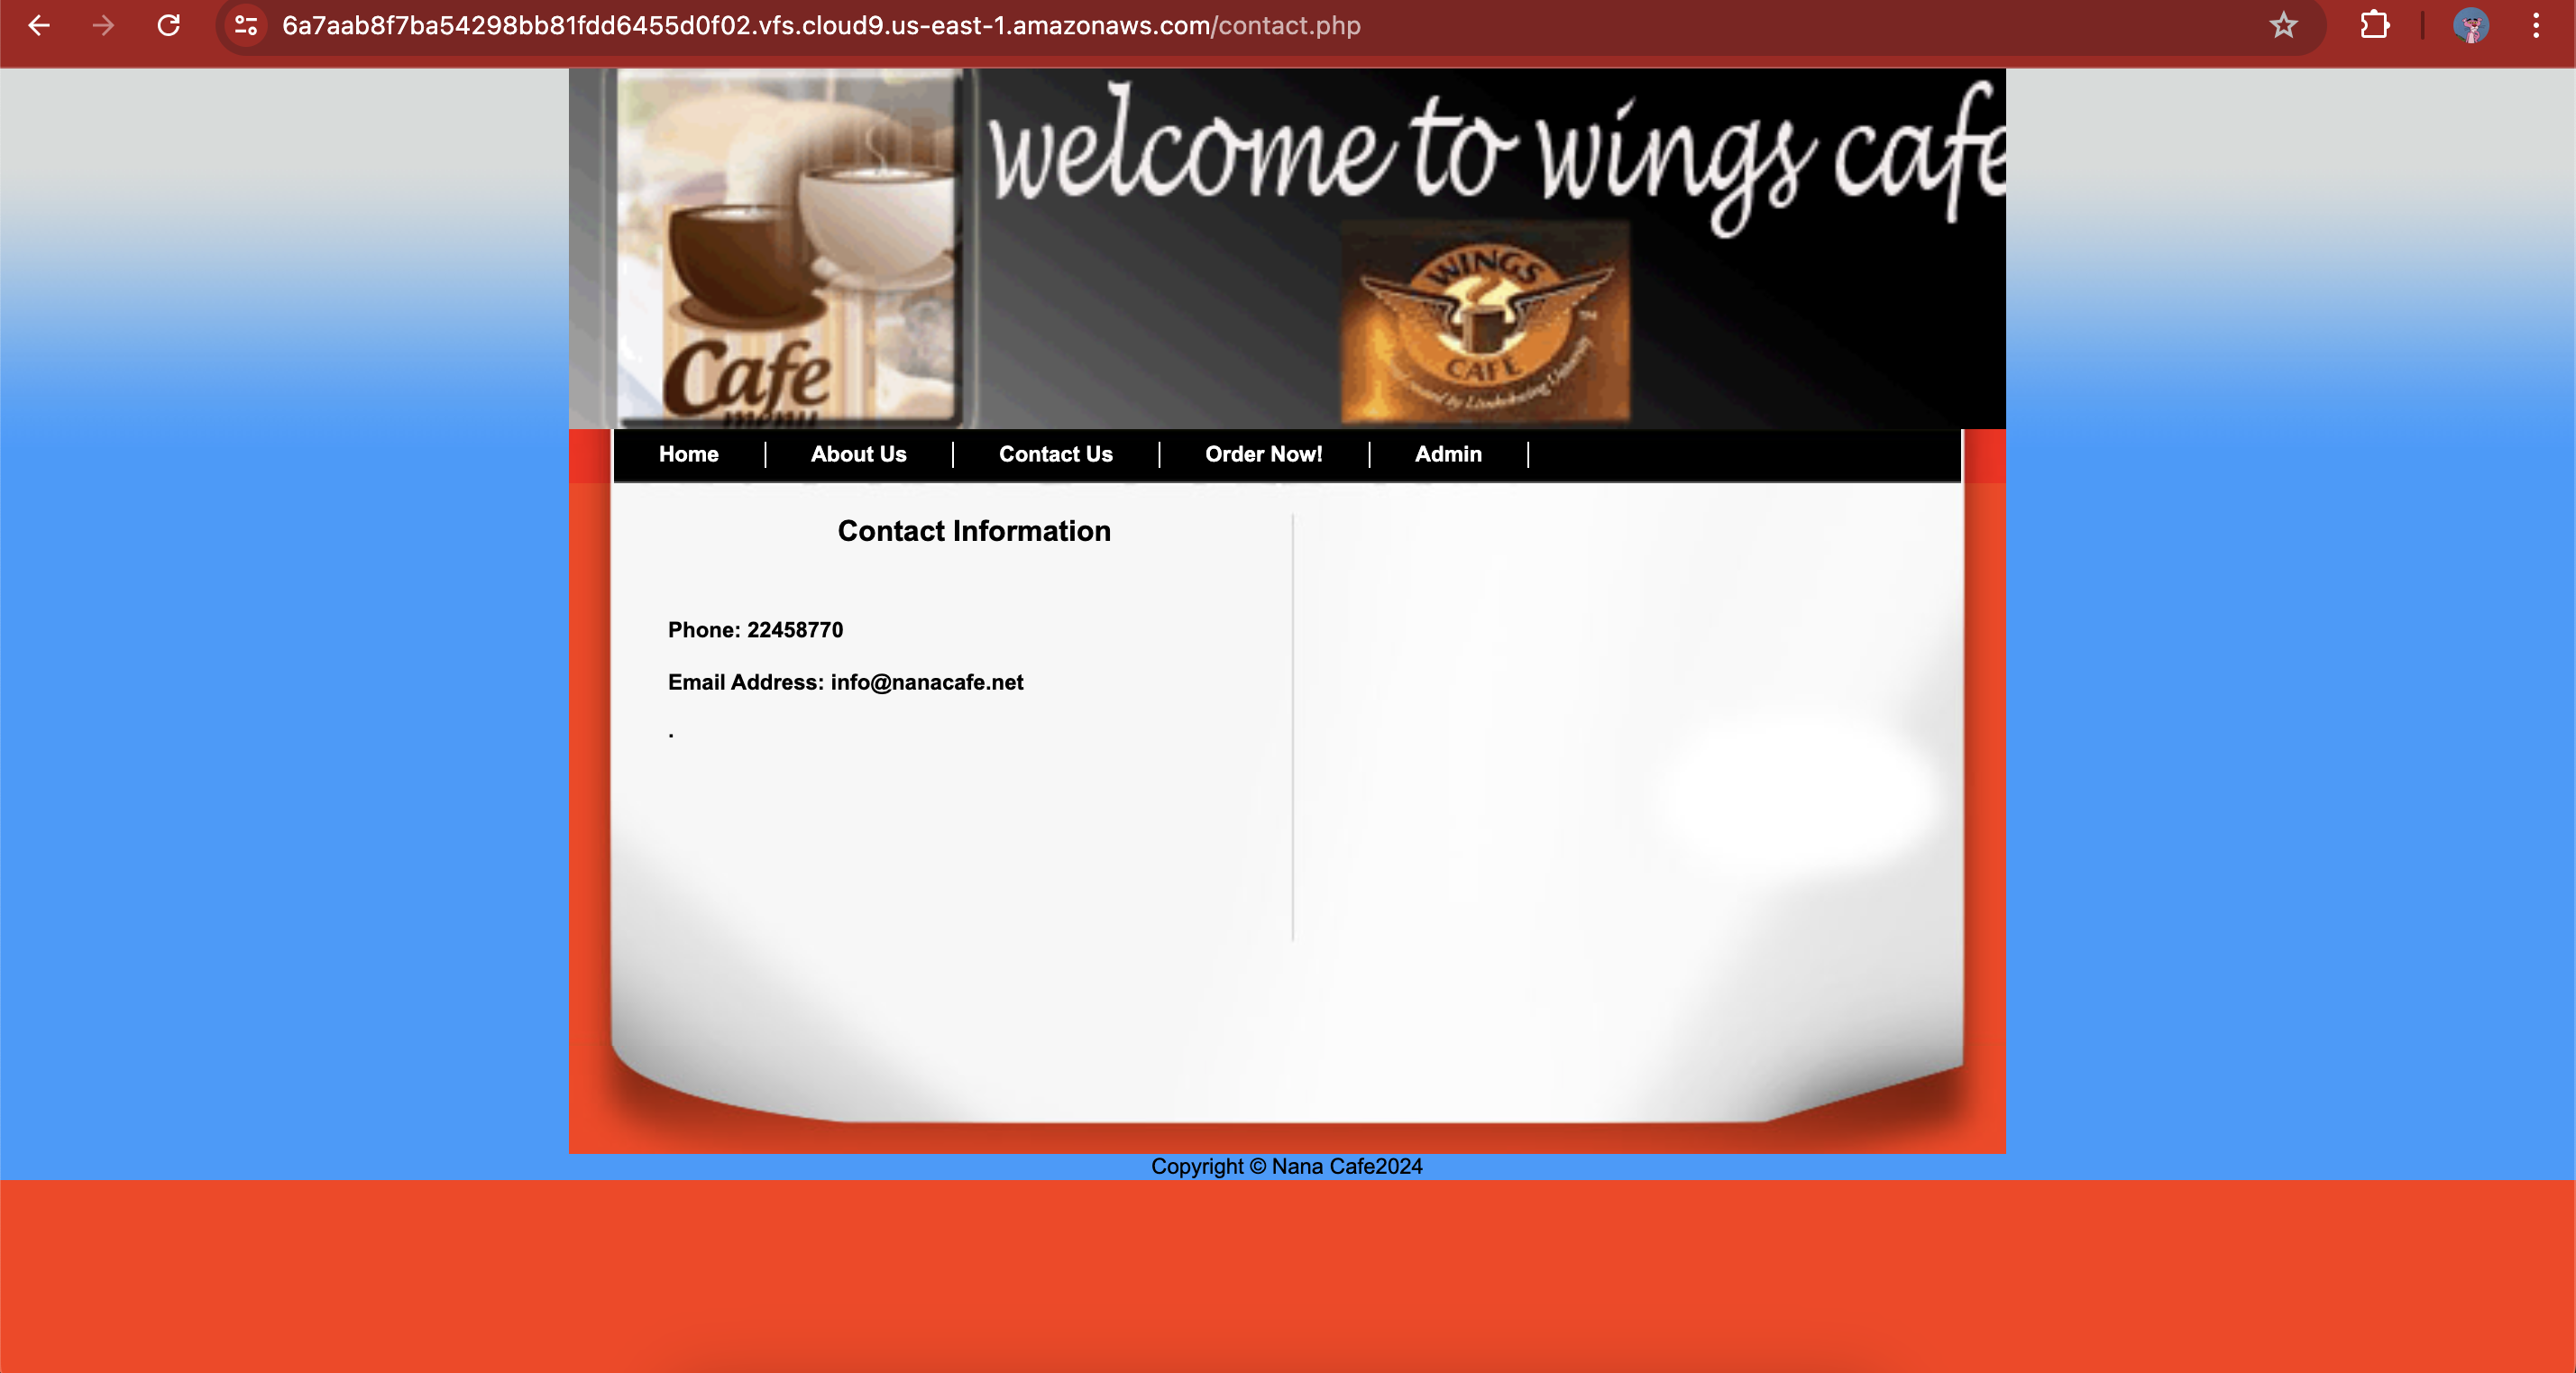 6a7aab8f7ba54298bb81fdd6455d0f02.vfs.cloud9.us-east-1.amazonaws.com/contact.php
welcome to wings cafe
WINGS
CAFE
TM
Cafe
menu
Home
About Us
Contact Us
Order Now!
Admin
Contact Information
Phone: 22458770
Email Address: info@nanacafe.net
.
Copyright © Nana Cafe2024